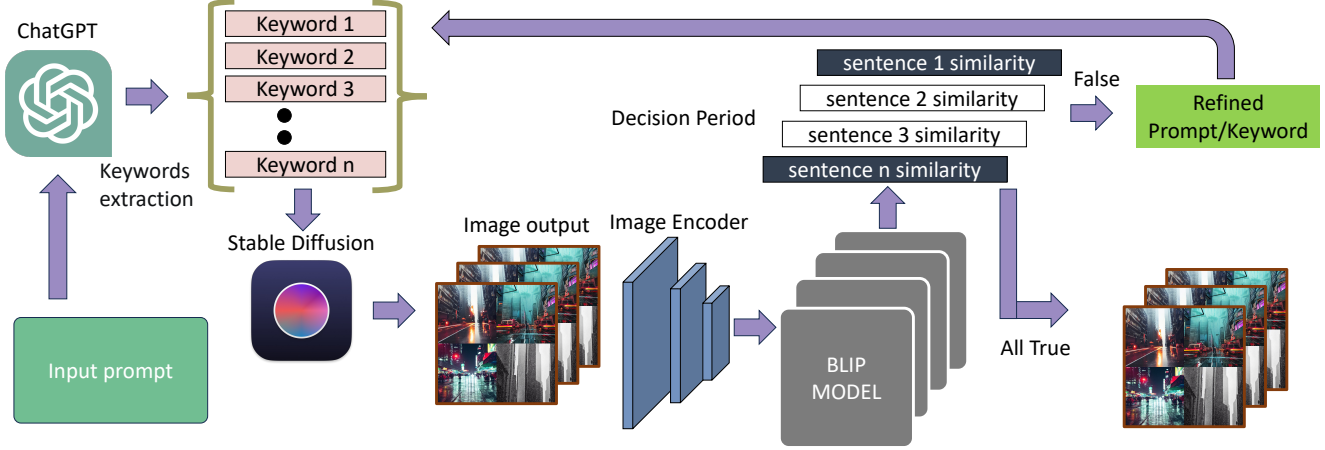 ChatGPT
Keyword 1
Keyword 2
Keyword 3
Keyword n
Keywords
extraction
Input prompt
Stable Diffusion
Image output
Image Encoder
BLIP
MODEL
Decision Period
sentence 1 similarity
sentence 2 similarity
sentence 3 similarity
sentence n similarity
False
Refined
Prompt/Keyword
All True